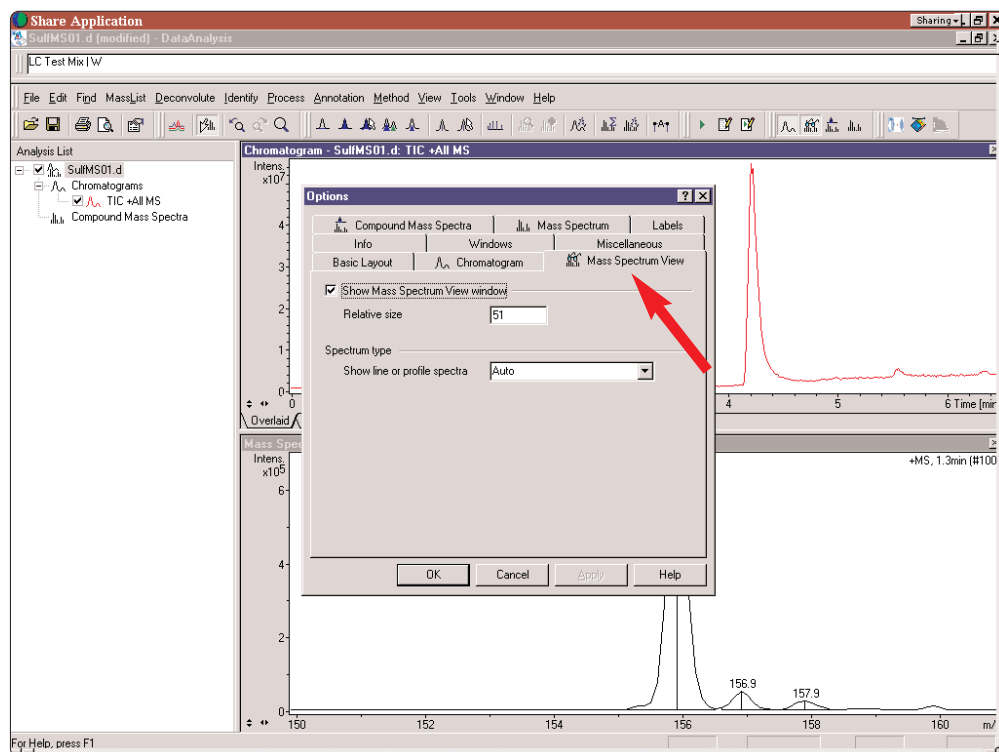 Share Application
Sharing
SulfMS01.d [modified] - DataAnalysis
LC Test Mix | W
File Edit Find MassList Deconvolute Identify Process Annotation Method View Tools Window Help
Analysis List
SulfMS01.d
Chromatograms
TIC +All MS
Compound Mass Spectra
Chromatogram - SulfMS01.d: TIC +All MS
Intens.
x10^7
4
3
2
1
0
0
4
5
6 Time [min
Overlaid
Options
Compound Mass Spectra
Mass Spectrum
Labels
Info
Windows
Miscellaneous
Basic Layout
Chromatogram
Mass Spectrum View
Show Mass Spectrum View window
Relative size
51
Spectrum type
Show line or profile spectra
Auto
OK
Cancel
Apply
Help
Mass Spec
Intens.
x10^5
+MS, 1.3min (#100
6
4
2
0
156.9
157.9
150
152
154
156
158
160
m/
For Help, press F1